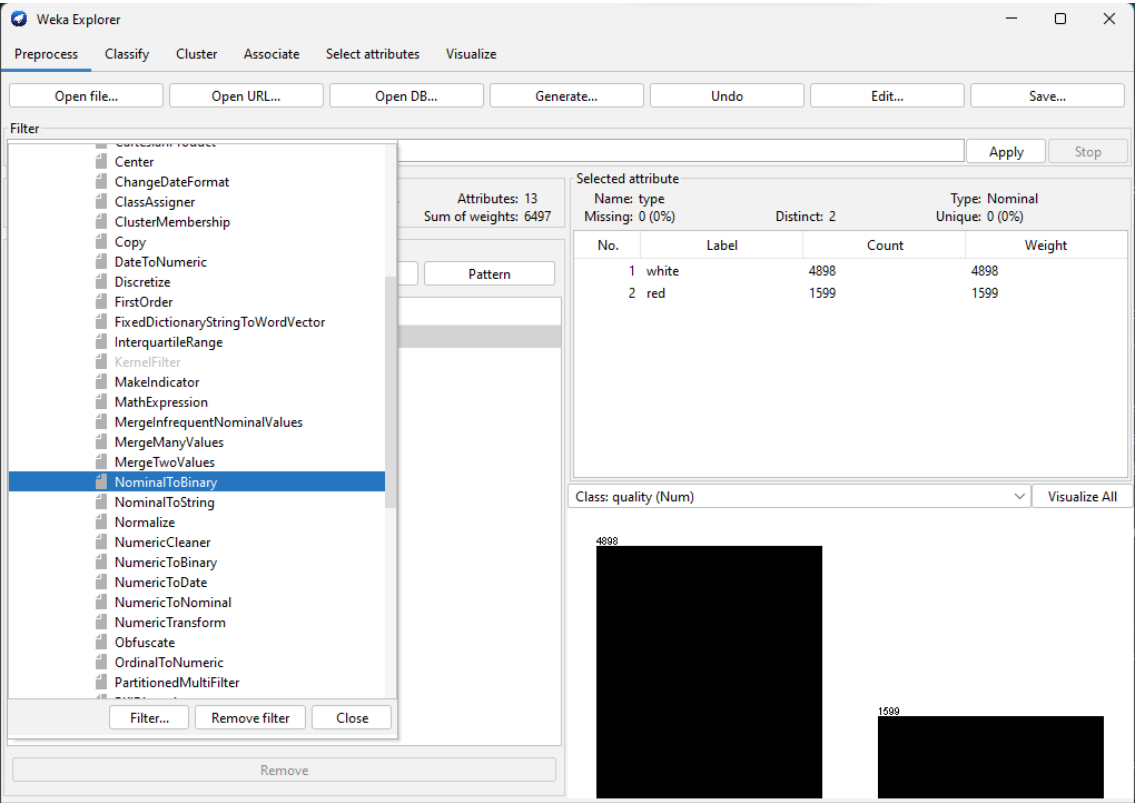 Weka Explorer
Preprocess Classify Cluster Associate Select attributes Visualize
Open file... Open URL... Open DB... Generate... Undo Edit... Save...
Filter
Apply Stop
CartesianProduct
Center
ChangeDateFormat
ClassAssigner
ClusterMembership
Copy
DateToNumeric
Discretize
FirstOrder
FixedDictionaryStringToWordVector
InterquartileRange
KernelFilter
MakeIndicator
MathExpression
MergeInfrequentNominalValues
MergeManyValues
MergeTwoValues
NominalToBinary
NominalToString
Normalize
NumericCleaner
NumericToBinary
NumericToDate
NumericToNominal
NumericTransform
Obfuscate
OrdinalToNumeric
PartitionedMultiFilter
Filter... Remove filter Close
Attributes: 13
Sum of weights: 6497
Pattern
Remove
Selected attribute
Name: type Type: Nominal
Missing: 0 (0%) Distinct: 2 Unique: 0 (0%)
No. Label Count Weight
1 white 4898 4898
2 red 1599 1599
Class: quality (Num) Visualize All
4898
1599